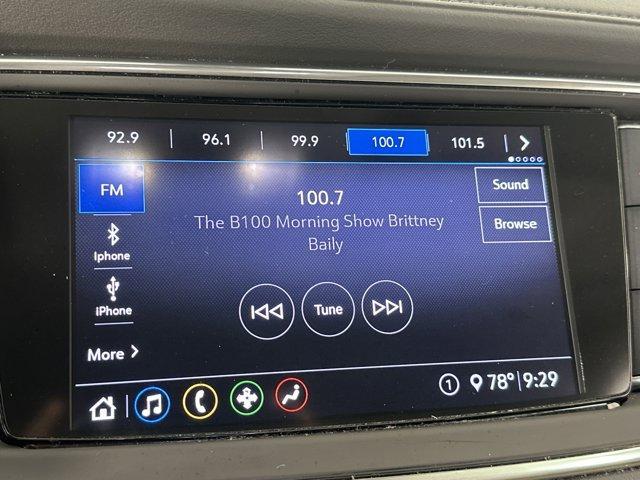 92.9 96.1 99.9 100.7 101.5
FM
Sound
100.7
The B100 Morning Show Brittney
Baily
Browse
Iphone
iPhone
Tune
More
1 78° 9:29